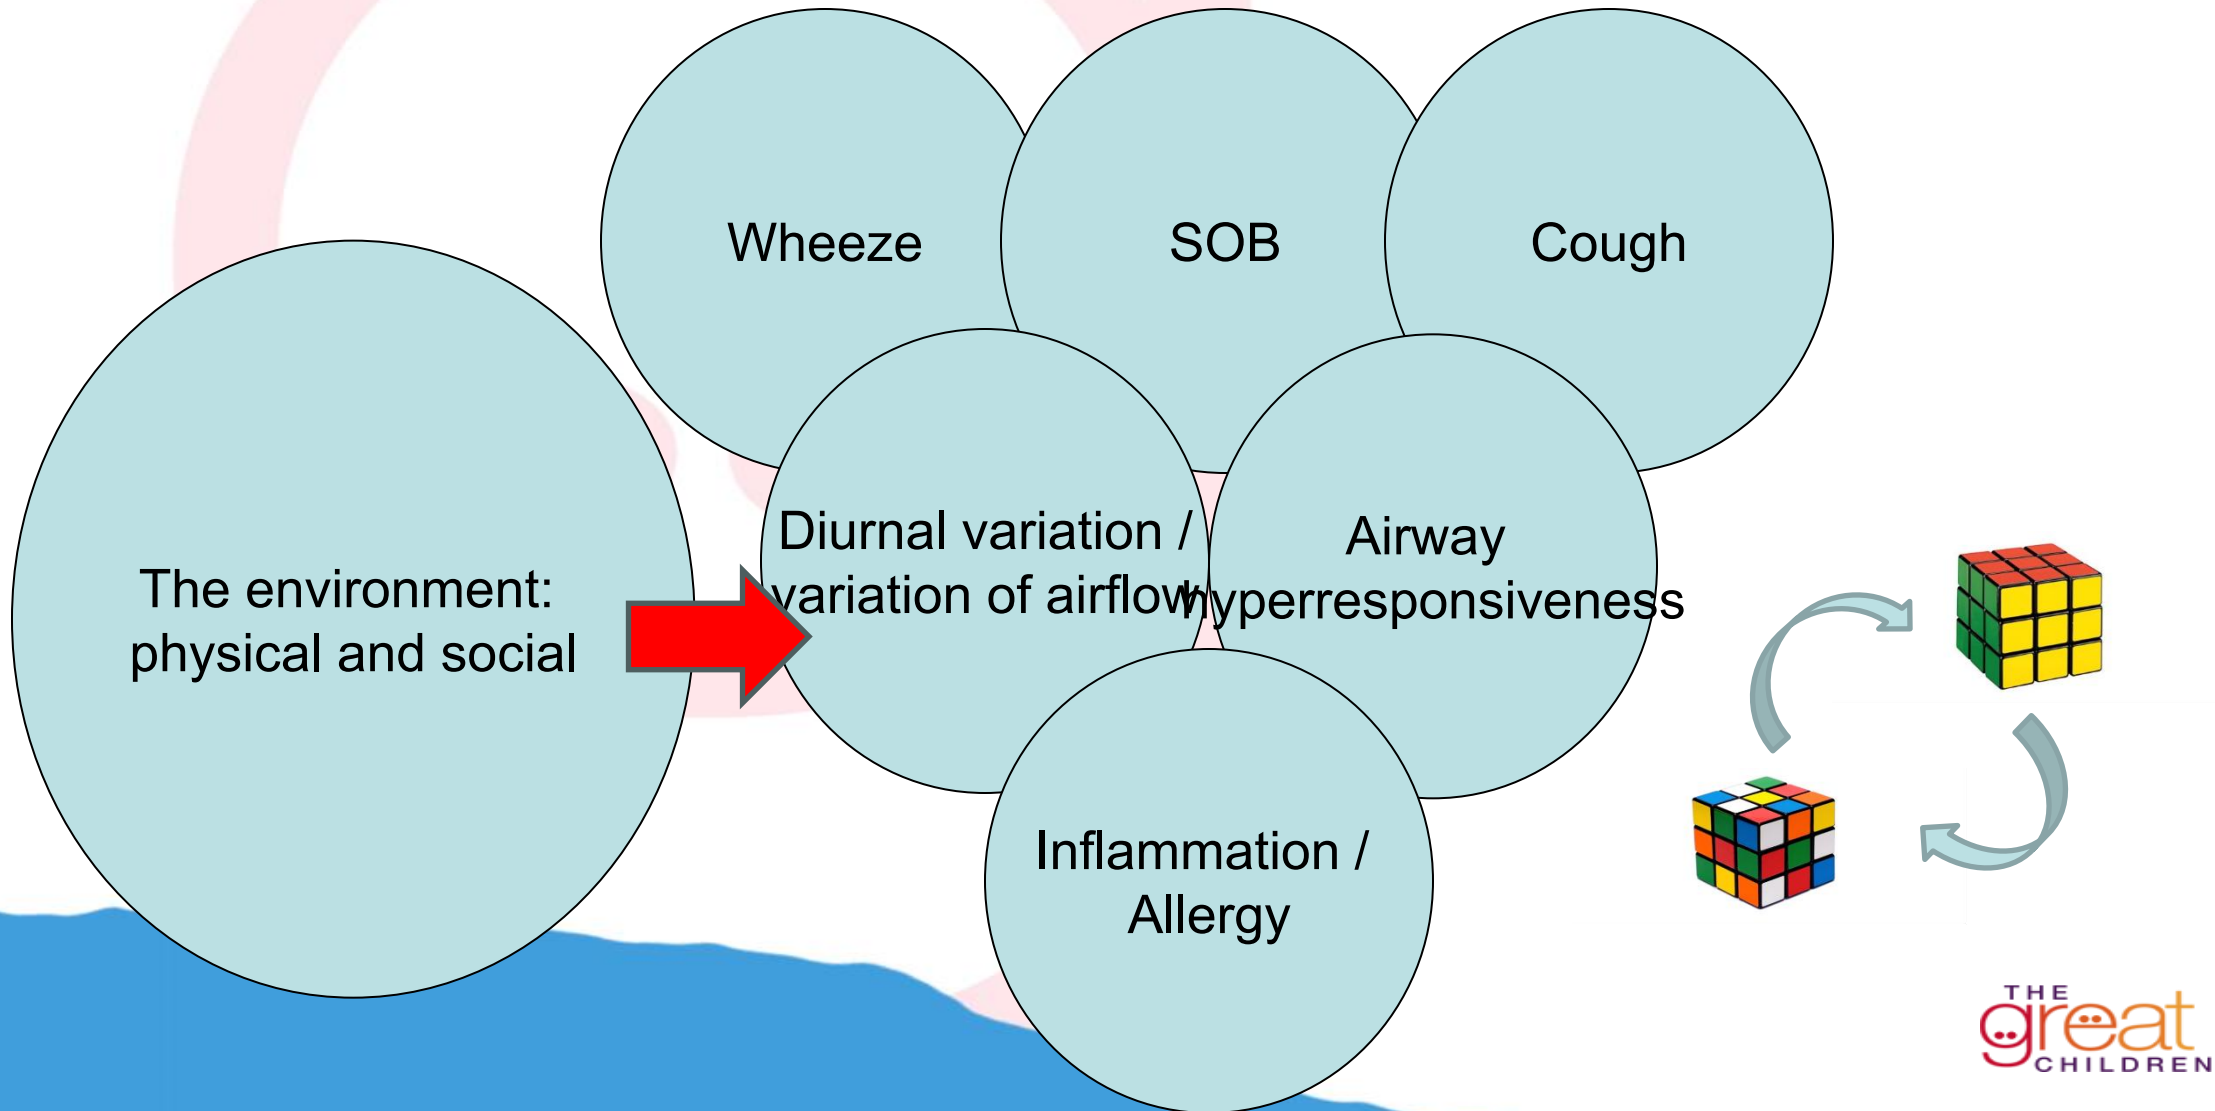 Wheeze
SOB
Cough
The environment:
physical and social
Diurnal variation /
variation of airflow
Airway
hyperresponsiveness
Inflammation /
Allergy
THE
great
CHILDREN